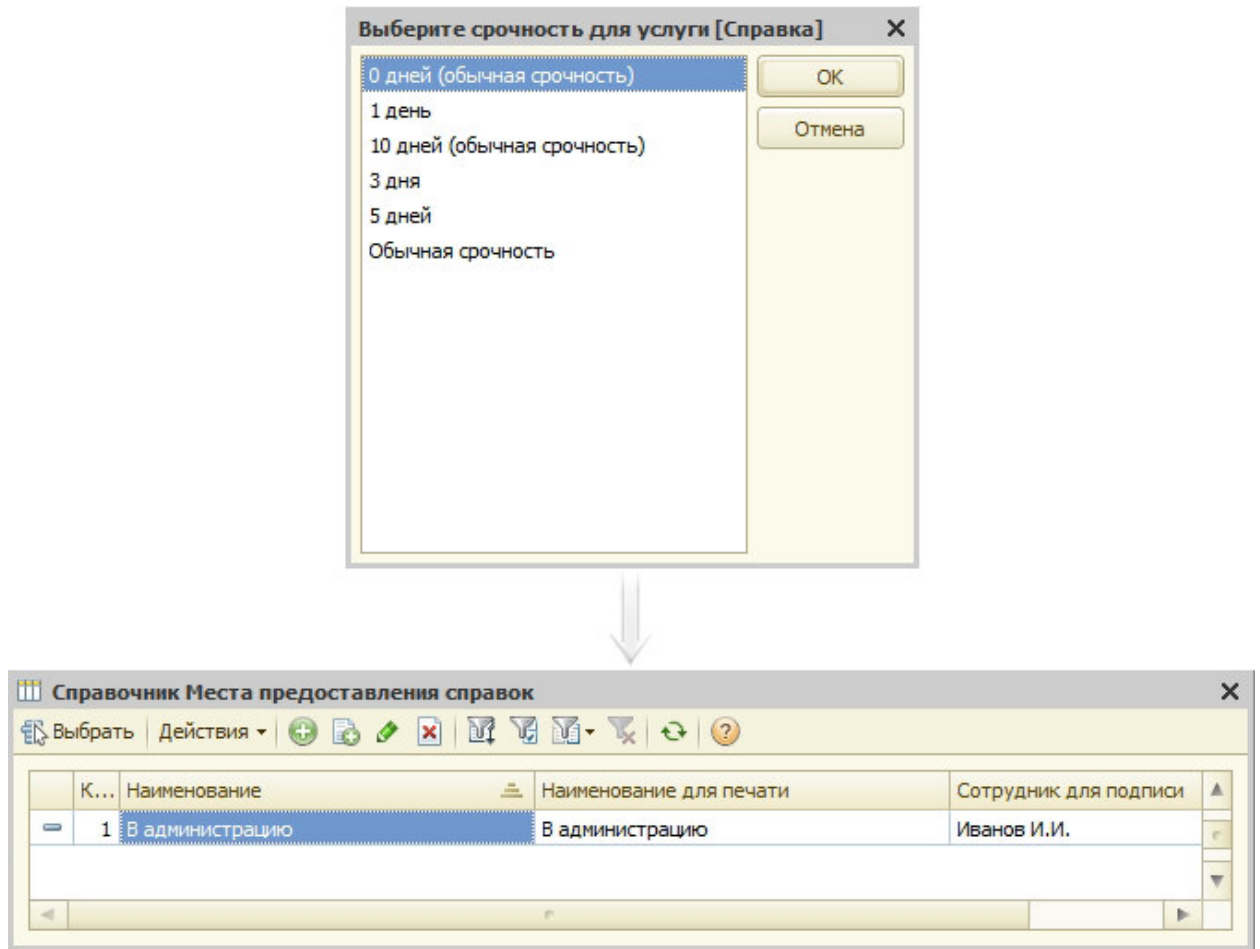 Выберите срочность для услуги [Справка]
0 дней (обычная срочность)
OK
1 день
Отмена
10 дней (обычная срочность)
3 дня
5 дней
Обычная срочность
Справочник Места предоставления справок
Выбрать Действия
К... Наименование Наименование для печати Сотрудник для подписи
1 В администрацию В администрацию Иванов И.И.